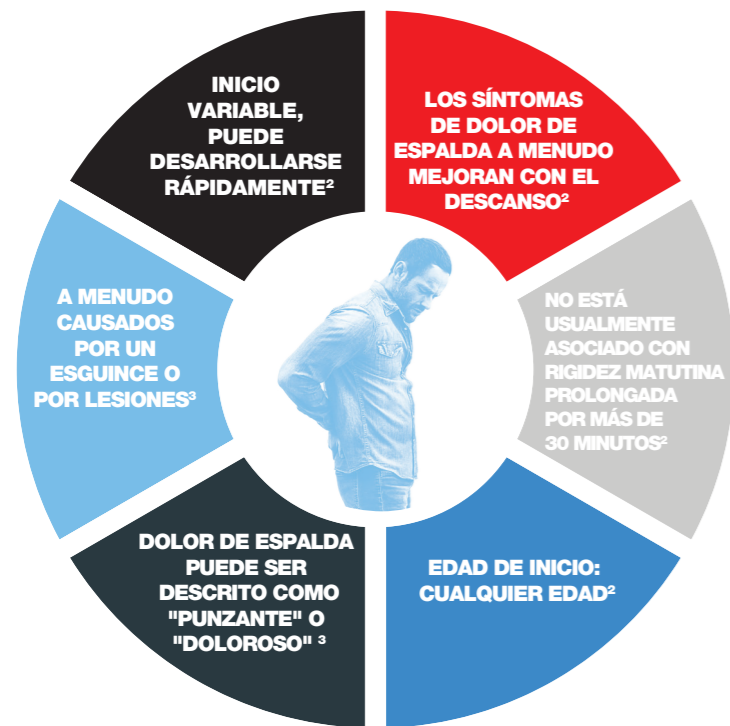 INICIO
VARIABLE,
PUEDE
DESARROLLARSE
RÁPIDAMENTE²
LOS SÍNTOMAS
DE DOLOR DE
ESPALDA A MENUDO
MEJORAN CON EL
DESCANSO²
A MENUDO
CAUSADOS
POR UN
ESGUINCE O
POR LESIONES³
NO ESTÁ
USUALMENTE
ASOCIADO CON
RIGIDEZ MATUTINA
PROLONGADA
POR MÁS DE
30 MINUTOS²
DOLOR DE ESPALDA
PUEDE SER
DESCRITO COMO
"PUNZANTE" O
"DOLOROSO" ³
EDAD DE INICIO:
CUALQUIER EDAD²